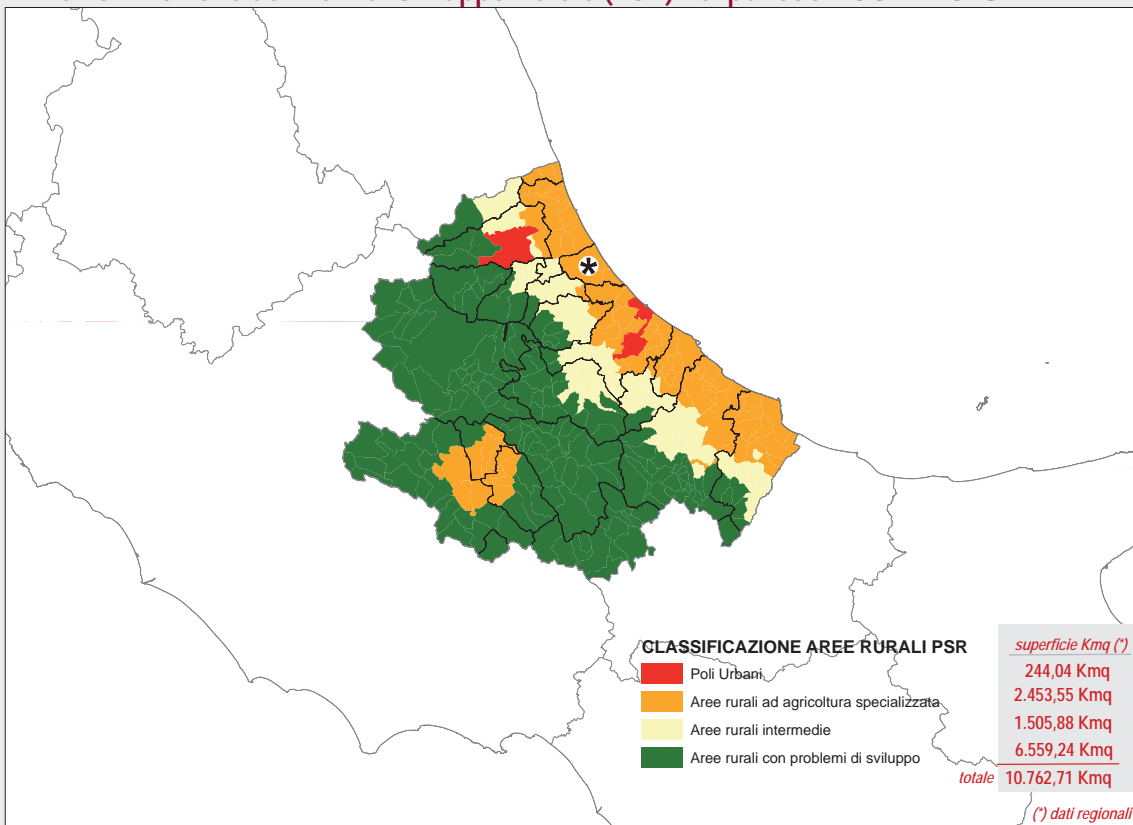 CLASSIFICAZIONE AREE RURALI PSR
superficie Kmq (*)
Poli Urbani
244,04 Kmq
Aree rurali ad agricoltura specializzata
2.453,55 Kmq
Aree rurali intermedie
1.505,88 Kmq
Aree rurali con problemi di sviluppo
6.559,24 Kmq
totale 10.762,71 Kmq
(*) dati regionali